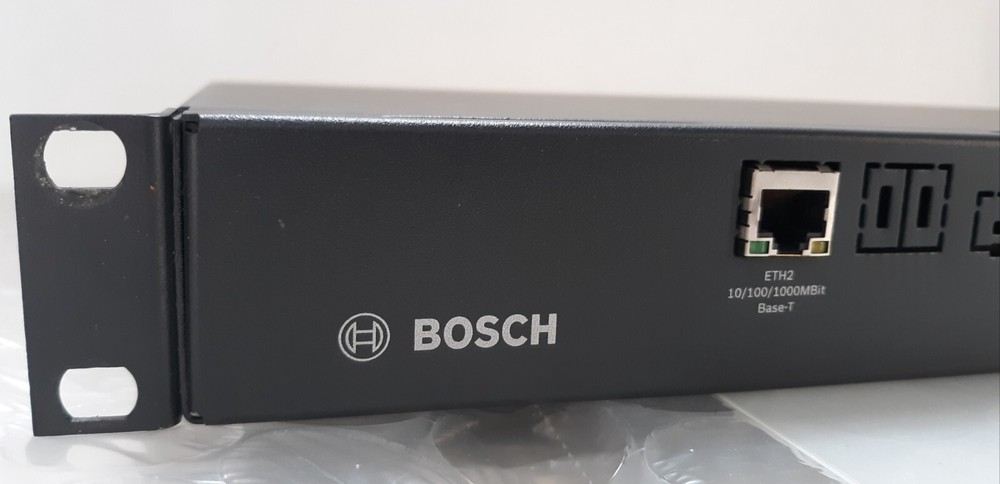 ETH2
10/100/1000MBit
Base-T
BOSCH